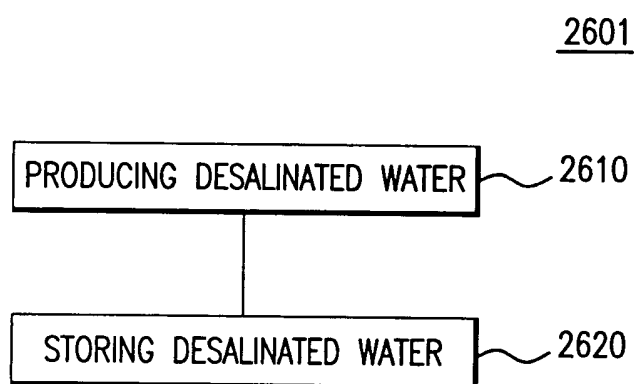 2601
PRODUCING DESALINATED WATER 2610
STORING DESALINATED WATER 2620